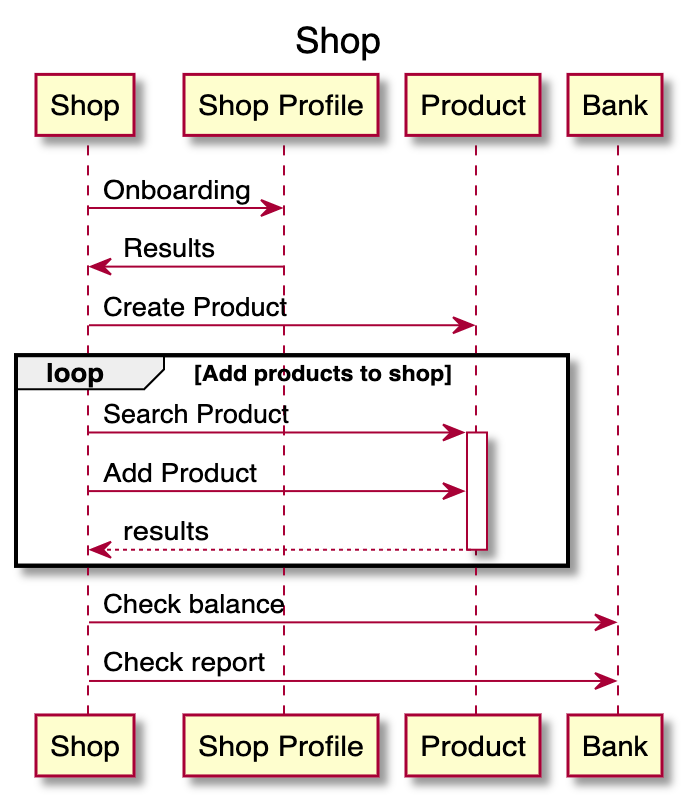 Shop
Shop Shop Profile Product Bank
Onboarding
Results
Create Product
loop [Add products to shop]
Search Product
Add Product
results
Check balance
Check report
Shop Shop Profile Product Bank